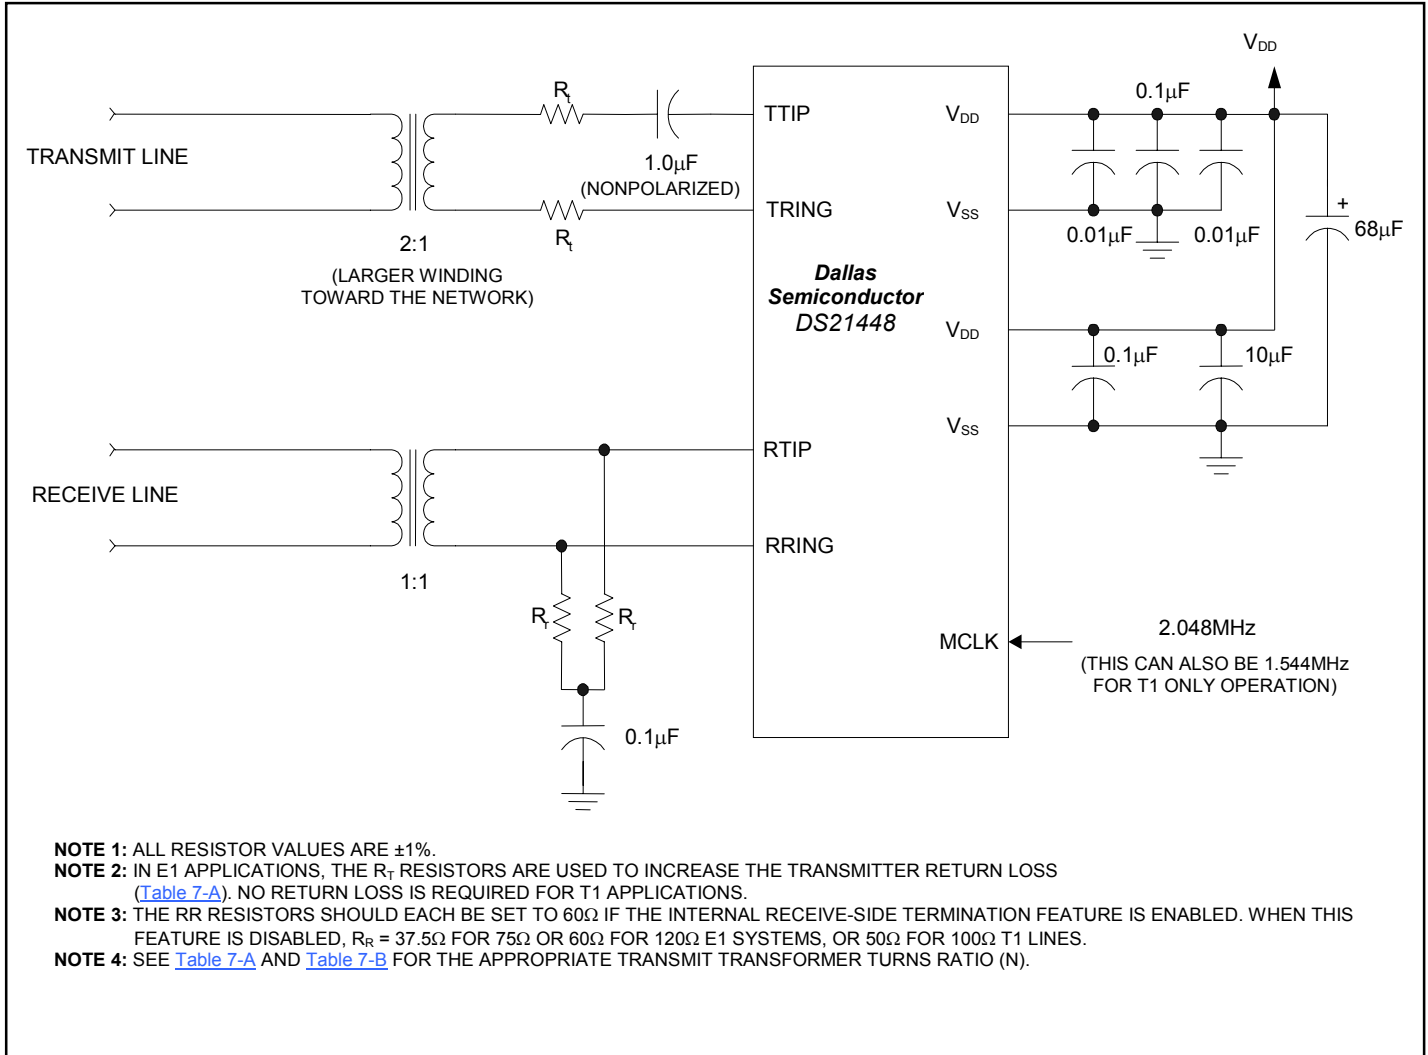 V_DD
R_t
0.1µF
TTIP
V_DD
TRANSMIT LINE
1.0µF
(NONPOLARIZED)
TRING
V_SS
+
R_t
0.01µF
0.01µF
68µF
2:1
(LARGER WINDING
TOWARD THE NETWORK)
Dallas
Semiconductor
DS21448
V_DD
0.1µF
10µF
V_SS
RTIP
RECEIVE LINE
RRING
1:1
R_r
R_r
MCLK
2.048MHz
(THIS CAN ALSO BE 1.544MHz
FOR T1 ONLY OPERATION)
0.1µF
NOTE 1: ALL RESISTOR VALUES ARE ±1%.
NOTE 2: IN E1 APPLICATIONS, THE R_T RESISTORS ARE USED TO INCREASE THE TRANSMITTER RETURN LOSS
(Table 7-A). NO RETURN LOSS IS REQUIRED FOR T1 APPLICATIONS.
NOTE 3: THE RR RESISTORS SHOULD EACH BE SET TO 60Ω IF THE INTERNAL RECEIVE-SIDE TERMINATION FEATURE IS ENABLED. WHEN THIS
FEATURE IS DISABLED, R_R = 37.5Ω FOR 75Ω OR 60Ω FOR 120Ω E1 SYSTEMS, OR 50Ω FOR 100Ω T1 LINES.
NOTE 4: SEE Table 7-A AND Table 7-B FOR THE APPROPRIATE TRANSMIT TRANSFORMER TURNS RATIO (N).